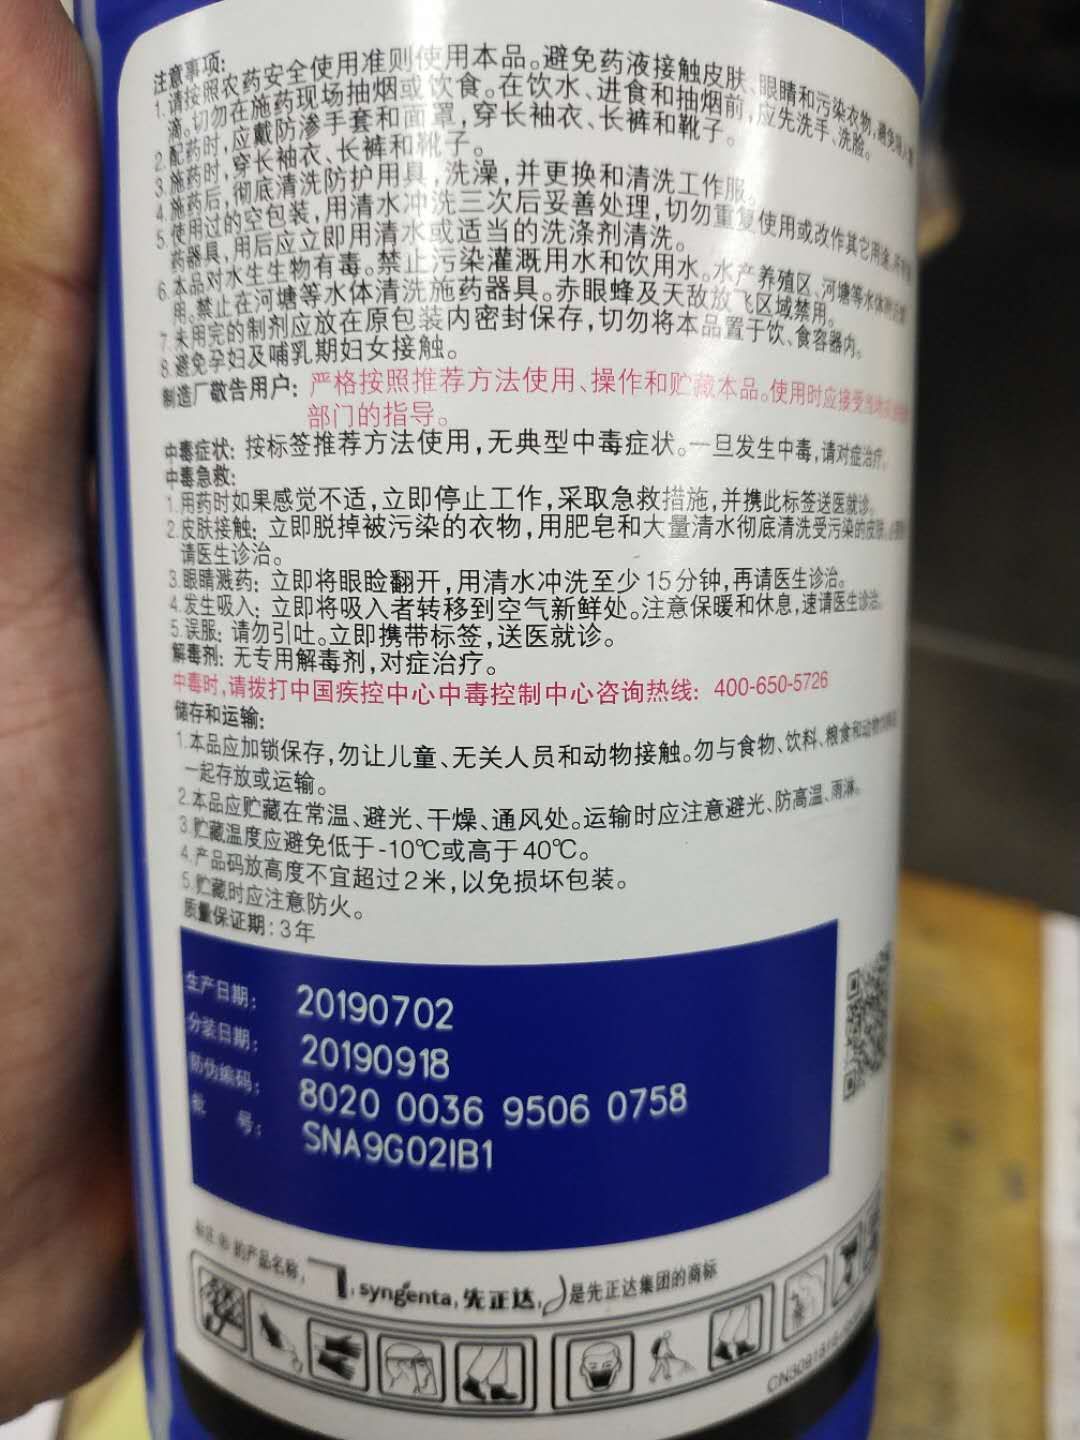 注意事项:
1.请按照农药安全使用准则使用本品。避免药液接触皮肤、眼睛和污染衣物,避免吸入
滴。切勿在施药现场抽烟或饮食。在饮水、进食和抽烟前,应先洗手、洗脸。
2.配药时,应戴防渗手套和面罩,穿长袖衣、长裤和靴子。
3.施药时,穿长袖衣、长裤和靴子。
4.施药后,彻底清洗防护用具,洗澡,并更换和清洗工作服。
5.使用过的空包装,用清水冲洗三次后妥善处理,切勿重复使用或改作其它用途。所有
药器具,用后应立即用清水或适当的洗涤剂清洗。
6.本品对水生生物有毒。禁止污染灌溉用水和饮用水。水产养殖区、河塘等水体附近
用。禁止在河塘等水体清洗施药器具。赤眼蜂及天敌放飞区域禁用。
7.未用完的制剂应放在原包装内密封保存,切勿将本品置于饮、食容器内。
8.避免孕妇及哺乳期妇女接触。
制造厂敬告用户:严格按照推荐方法使用、操作和贮藏本品。使用时应接受当地
部门的指导。
中毒症状:按标签推荐方法使用,无典型中毒症状。一旦发生中毒,请对症治疗。
中毒急救:
1.用药时如果感觉不适,立即停止工作,采取急救措施,并携此标签送医就诊。
2.皮肤接触:立即脱掉被污染的衣物,用肥皂和大量清水彻底清洗受污染的皮肤,
请医生诊治。
3.眼睛溅药:立即将眼睑翻开,用清水冲洗至少15分钟,再请医生诊治。
4.发生吸入:立即将吸入者转移到空气新鲜处。注意保暖和休息,速请医生诊治。
5.误服:请勿引吐。立即携带标签,送医就诊。
解毒剂:无专用解毒剂,对症治疗。
中毒时,请拨打中国疾控中心中毒控制中心咨询热线:400-650-5726
储存和运输:
1.本品应加锁保存,勿让儿童、无关人员和动物接触。勿与食物、饮料、粮食和动物
一起存放或运输。
2.本品应贮藏在常温、避光、干燥、通风处。运输时应注意避光、防高温、雨淋。
3.贮藏温度应避免低于-10℃或高于40℃。
4.产品码放高度不宜超过2米,以免损坏包装。
5.贮藏时应注意防火。
质量保证期:3年
生产日期:20190702
分装日期:20190918
防伪编码:8020 0036 9506 0758
批号:SNA9G02IB1
标注®的产品名称, , syngenta, 先正达, 是先正达集团的商标